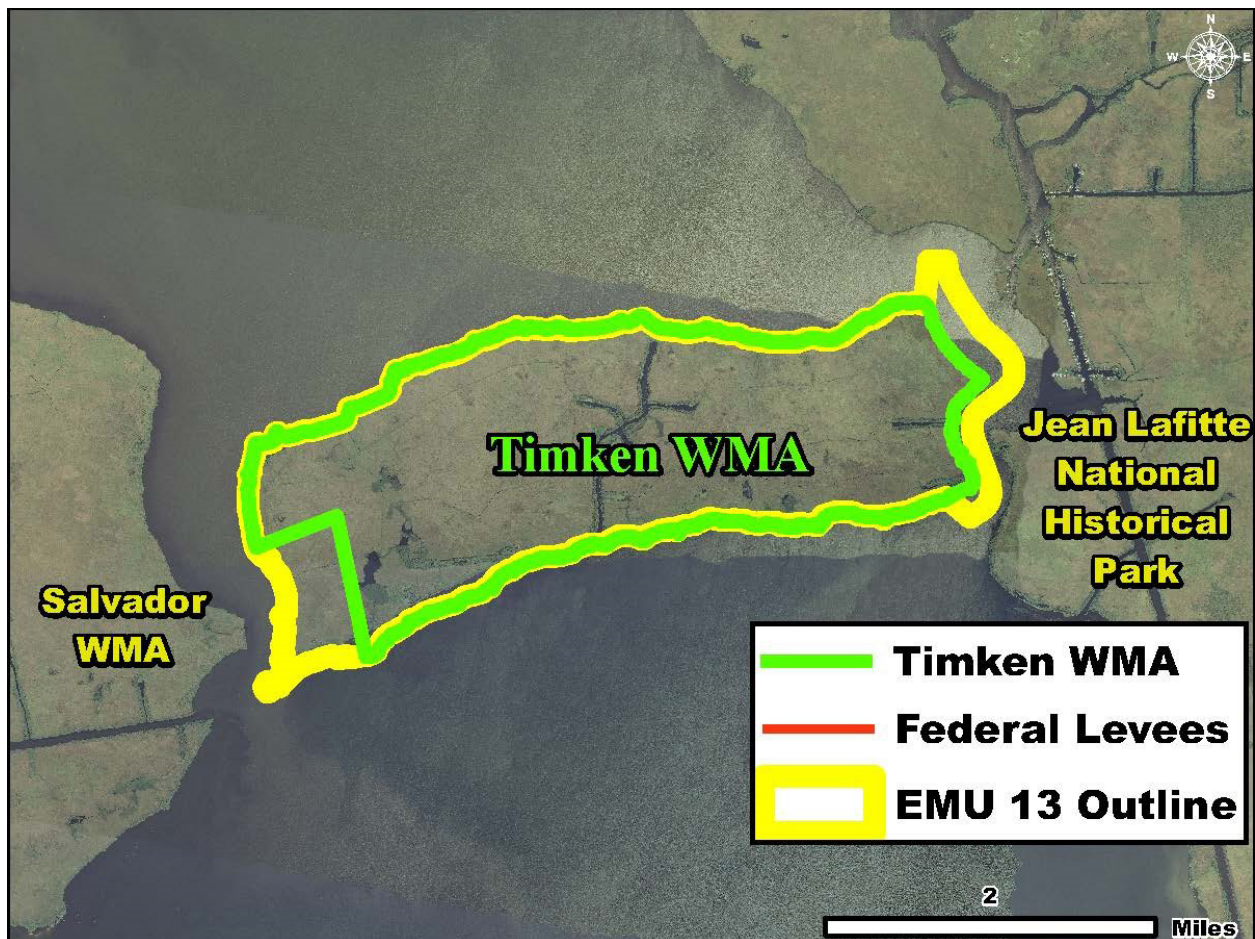 N
W E
S
Timken WMA
Jean Lafitte
National
Historical
Park
Salvador
WMA
Timken WMA
Federal Levees
EMU 13 Outline
2
Miles